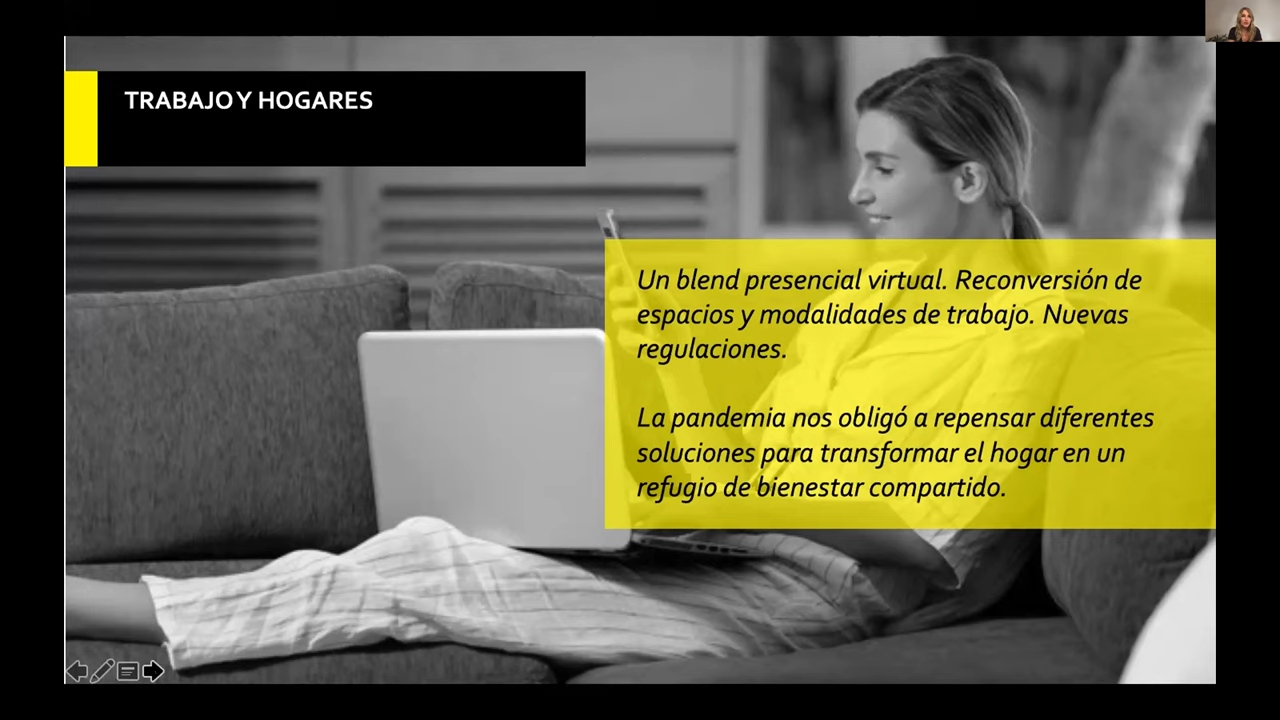 TRABAJO Y HOGARES
Un blend presencial virtual. Reconversión de
espacios y modalidades de trabajo. Nuevas
regulaciones.
La pandemia nos obligó a repensar diferentes
soluciones para transformar el hogar en un
refugio de bienestar compartido.